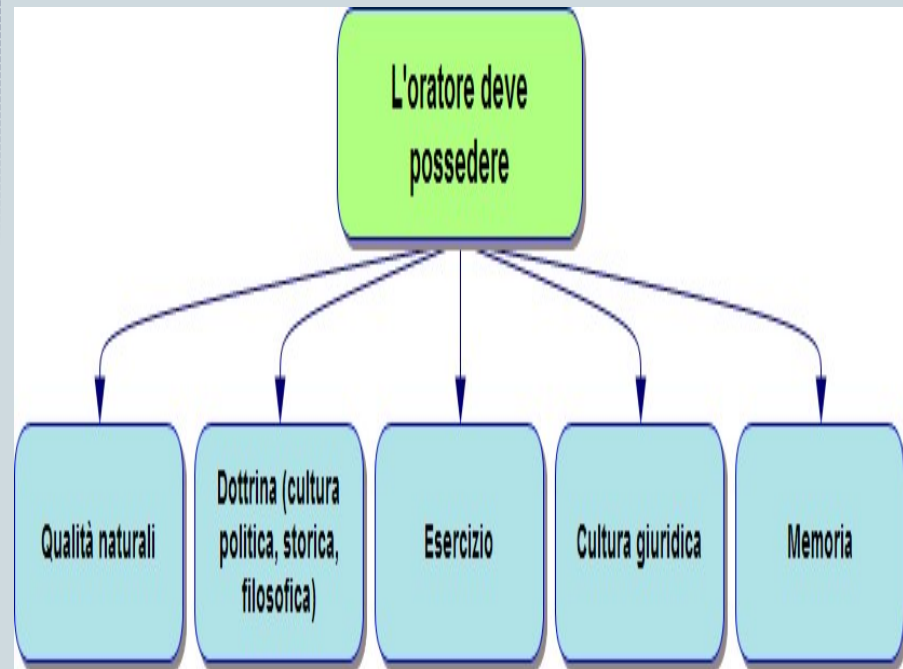 L'oratore deve
possedere
Qualità naturali
Dottrina (cultura
politica, storica,
filosofica)
Esercizio
Cultura giuridica
Memoria